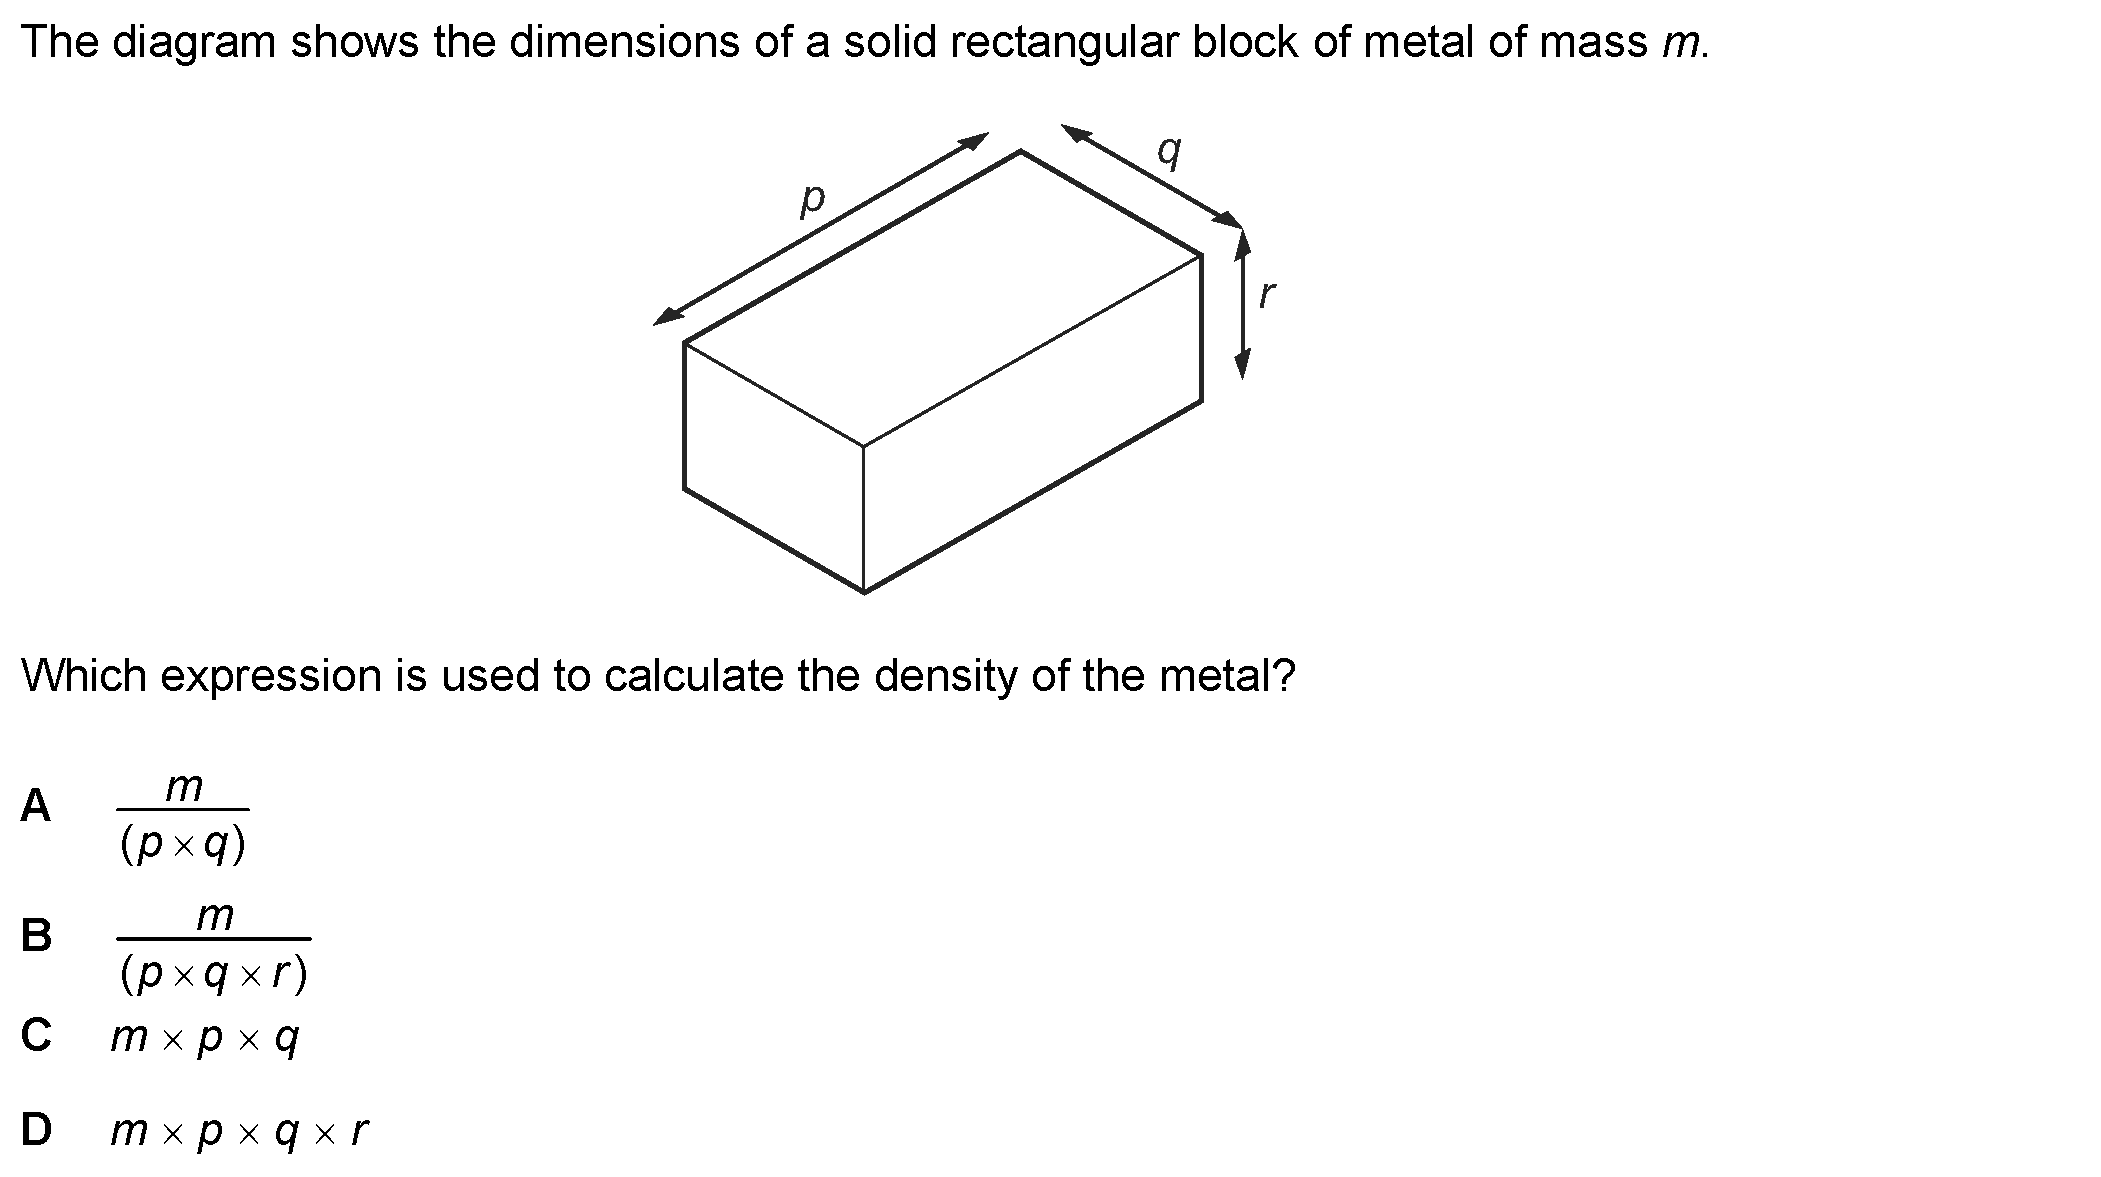 The diagram shows the dimensions of a solid rectangular block of metal of mass m.
p
q
r
Which expression is used to calculate the density of the metal?
A m
(p × q)
B m
(p × q × r)
C m × p × q
D m × p × q × r